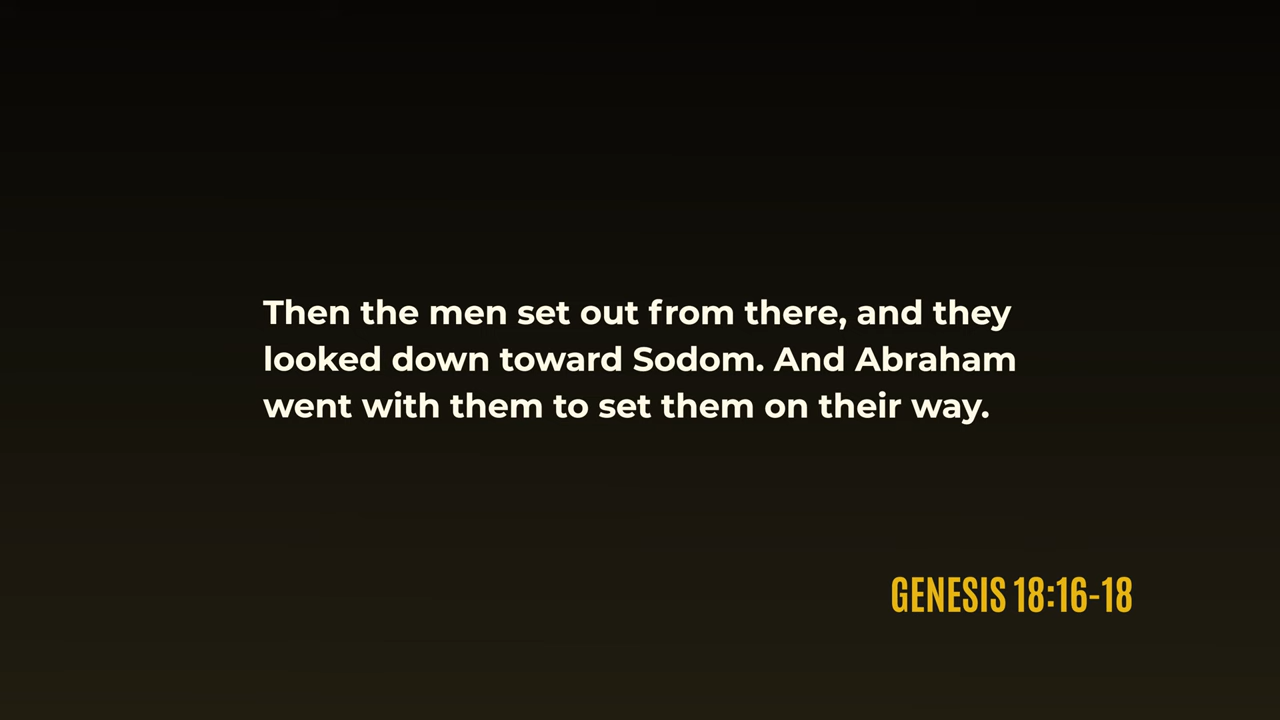 Then the men set out from there, and they
looked down toward Sodom. And Abraham
went with them to set them on their way.
GENESIS 18:16-18